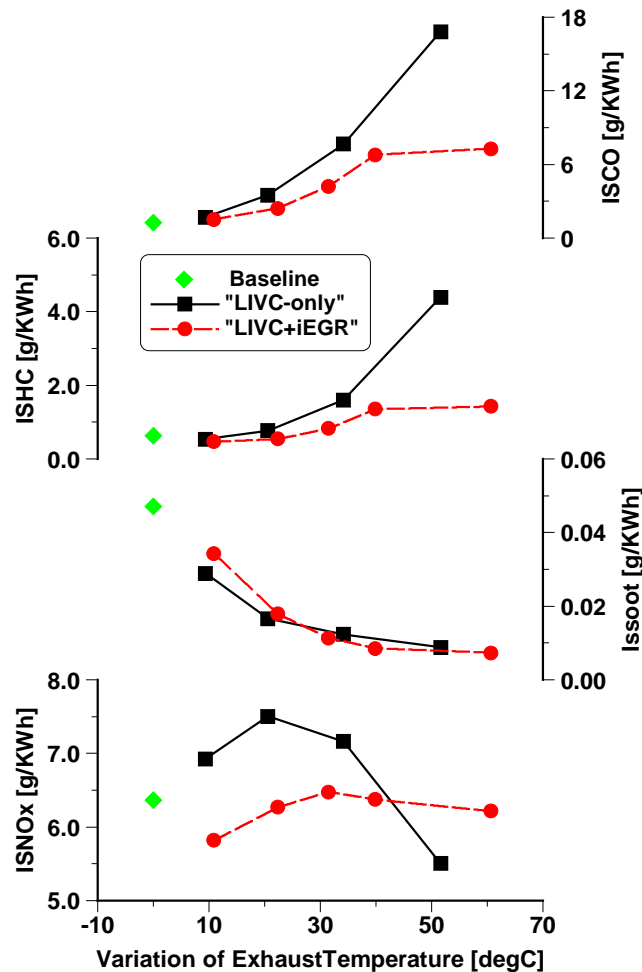 18
12
6
0
ISCO [g/KWh]
6.0
4.0
2.0
0.0
ISHC [g/KWh]
Baseline
"LIVC-only"
"LIVC+iEGR"
0.06
0.04
0.02
0.00
Issoot [g/KWh]
8.0
7.0
6.0
5.0
ISNOx [g/KWh]
-10 10 30 50 70
Variation of ExhaustTemperature [degC]